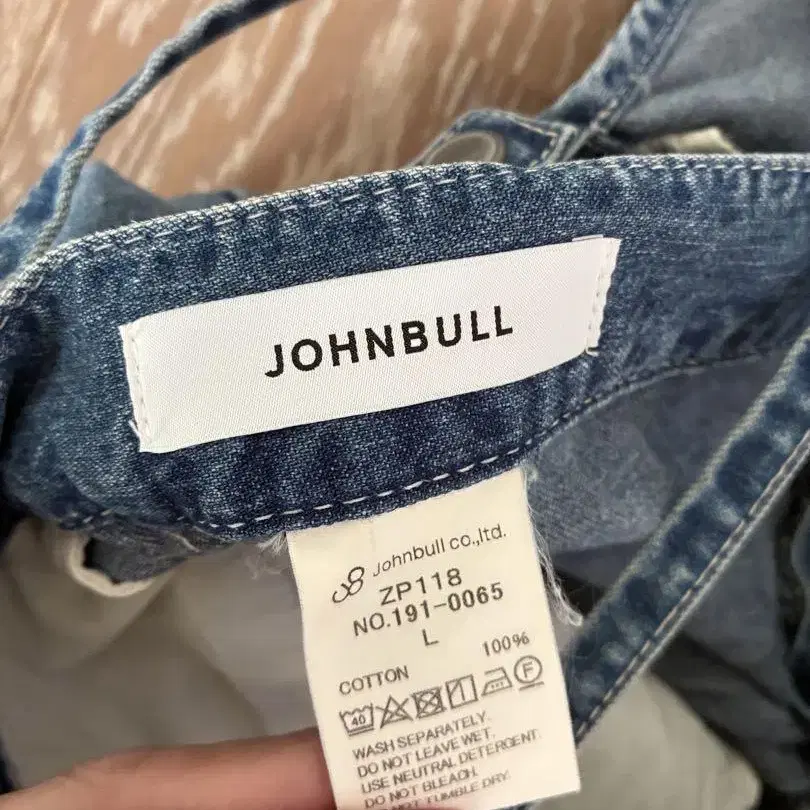 JOHNBULL
Johnbull co.,ltd.
ZP118
NO.191-0065
L
COTTON 100%
40 F
WASH SEPARATELY.
DO NOT LEAVE WET.
USE NEUTRAL DETERGENT.
DO NOT BLEACH.
DO NOT TUMBLE DRY.